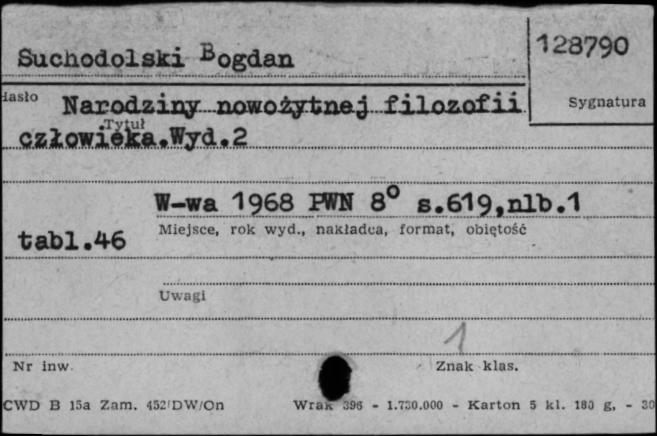 Suchodolski Bogdan
128790
Hasło
Narodziny nowożytnej filozofii
Sygnatura
Tytuł
człowieka.Wyd.2
W-wa 1968 PWN 8° s.619,nlb.1
tabl.46
Miejsce, rok wyd., nakładca, format, objętość
Uwagi
1
Nr inw.
Znak klas.
CWD B 15a Zam. 452/DW/On
Wrak 396 - 1.730.000 - Karton 5 kl. 180 g, - 30